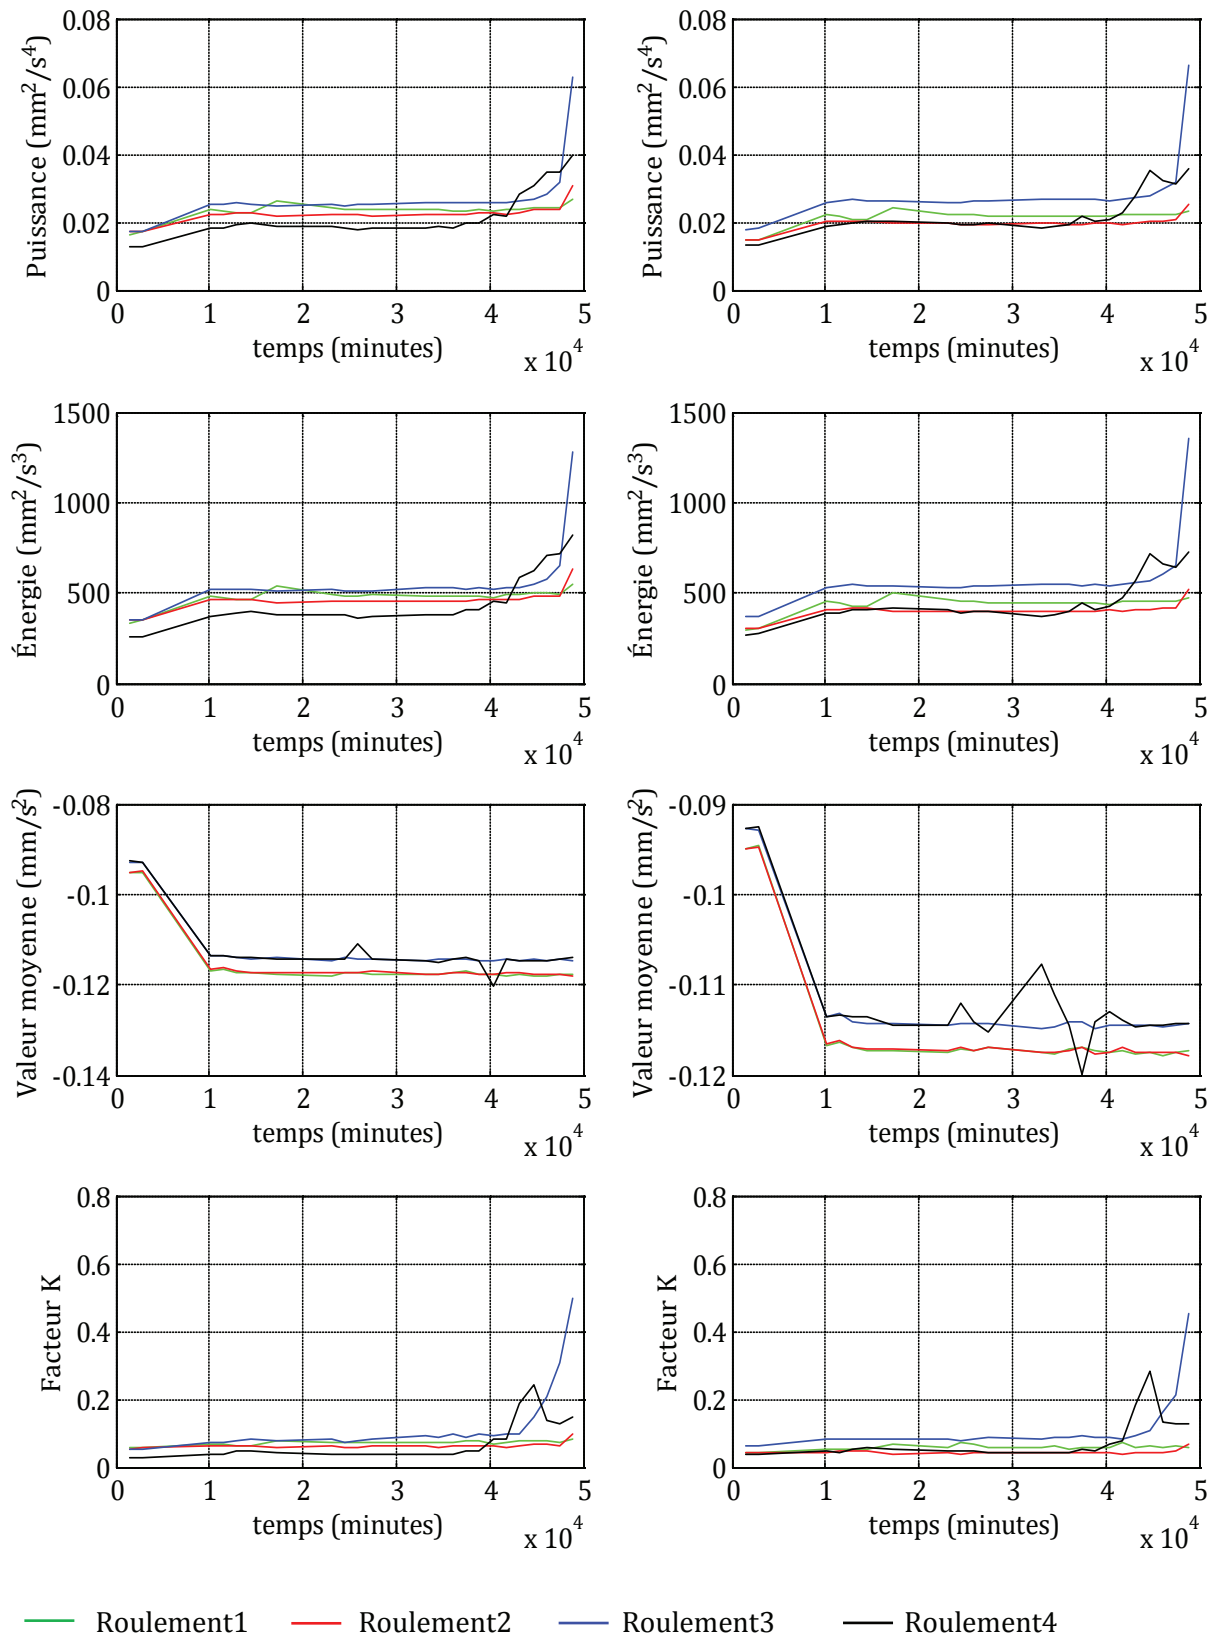 Puissance (mm²/s⁴)
0.08
0.06
0.04
0.02
0
0 1 2 3 4 5
temps (minutes)
x 10⁴
Puissance (mm²/s⁴)
0.08
0.06
0.04
0.02
0
0 1 2 3 4 5
temps (minutes)
x 10⁴
Énergie (mm²/s³)
1500
1000
500
0
0 1 2 3 4 5
temps (minutes)
x 10⁴
Énergie (mm²/s³)
1500
1000
500
0
0 1 2 3 4 5
temps (minutes)
x 10⁴
Valeur moyenne (mm/s²)
-0.08
-0.1
-0.12
-0.14
0 1 2 3 4 5
temps (minutes)
x 10⁴
Valeur moyenne (mm/s²)
-0.09
-0.1
-0.11
-0.12
0 1 2 3 4 5
temps (minutes)
x 10⁴
Facteur K
0.8
0.6
0.4
0.2
0
0 1 2 3 4 5
temps (minutes)
x 10⁴
Facteur K
0.8
0.6
0.4
0.2
0
0 1 2 3 4 5
temps (minutes)
x 10⁴
Roulement1 Roulement2 Roulement3 Roulement4